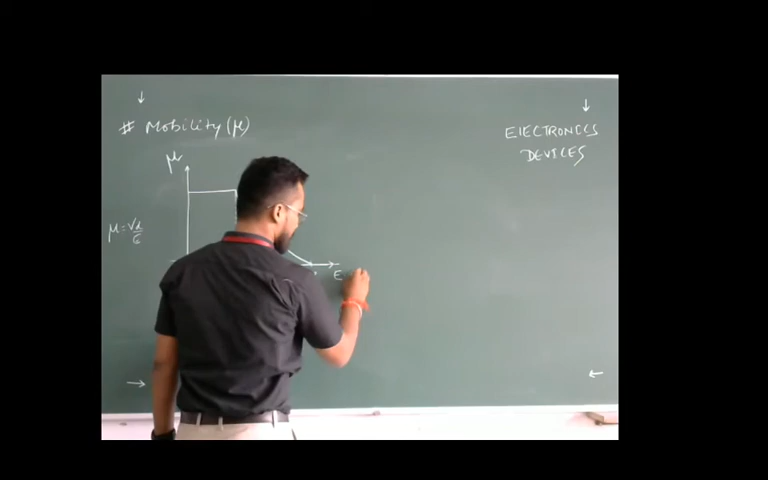 # Mobility (μ)
ElECTRONICS
DEVICES
μ
μ = Vd/E
E